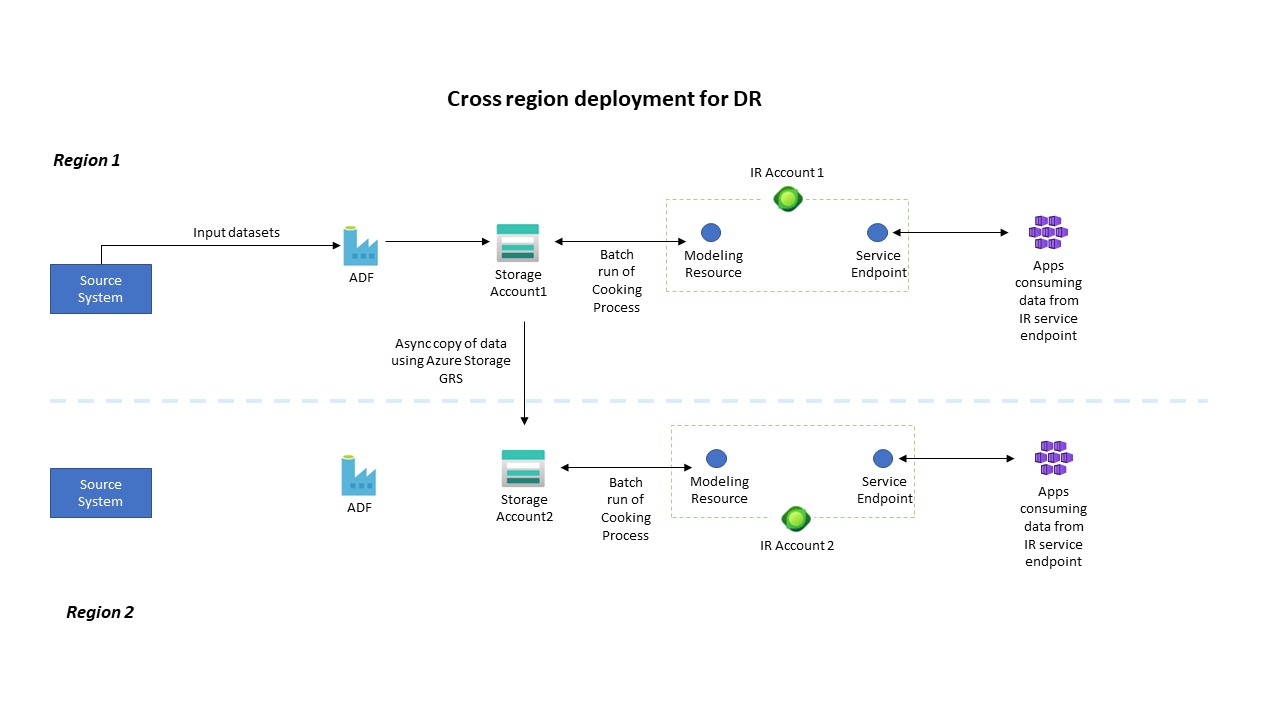 Cross region deployment for DR
Region 1
IR Account 1
Input datasets
Source
System
ADF
Storage
Account1
Batch
run of
Cooking
Process
Modeling
Resource
Service
Endpoint
Apps
consuming
data from
IR service
endpoint
Async copy of data
using Azure Storage
GRS
Source
System
ADF
Storage
Account2
Batch
run of
Cooking
Process
Modeling
Resource
Service
Endpoint
IR Account 2
Apps
consuming
data from
IR service
endpoint
Region 2